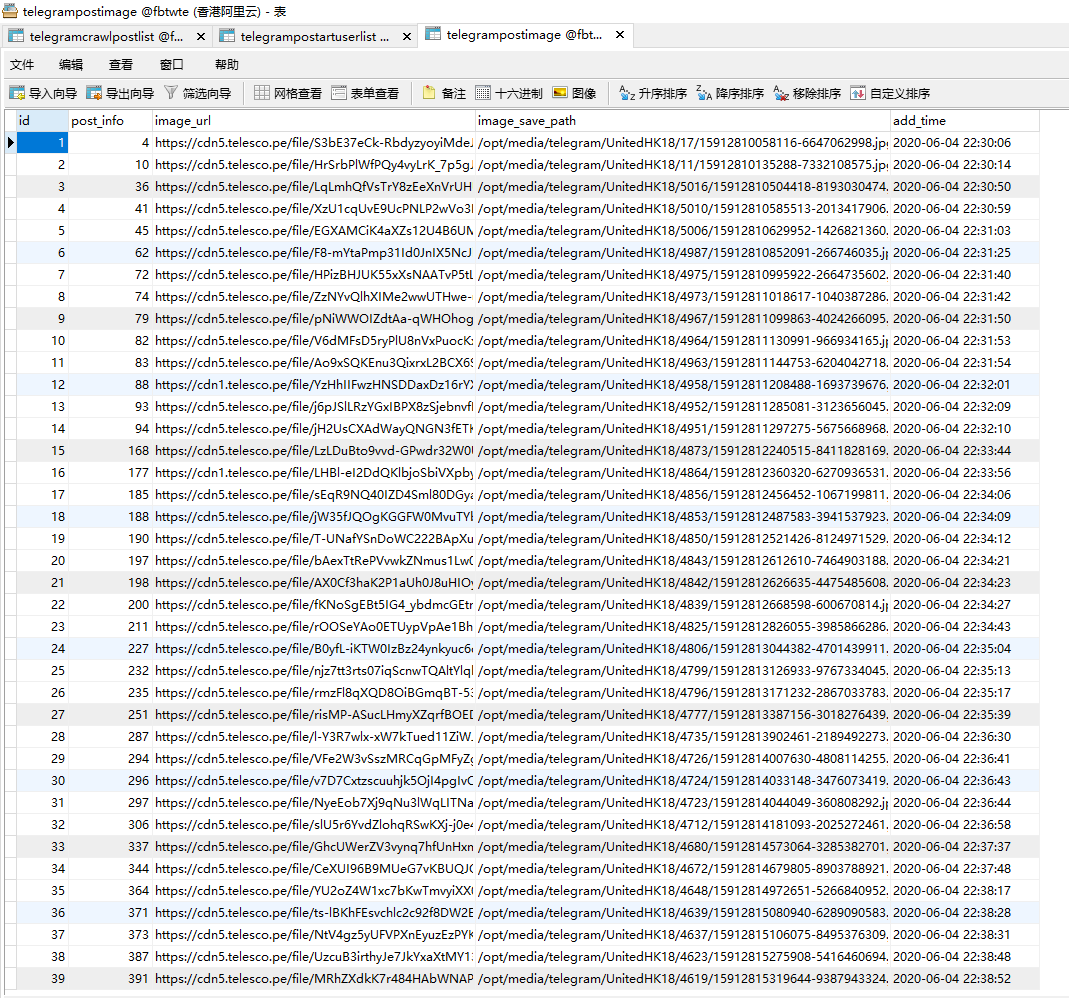 telegrampostimage @fbtwte (香港阿里云) - 表
telegramcrawlpostlist @f... × telegrampostartuserlist ... × telegrampostimage @fbt... ×
文件 编辑 查看 窗口 帮助
导入向导 导出向导 筛选向导 网格查看 表单查看 备注 十六进制 图像 升序排序 降序排序 移除排序 自定义排序
id post_info image_url image_save_path add_time
1 4 https://cdn5.telesco.pe/file/S3bE37eCk-RbdyzyoyiMdeJ /opt/media/telegram/UnitedHK18/17/15912810058116-6647062998.jpg 2020-06-04 22:30:06
2 10 https://cdn5.telesco.pe/file/HrSrbPlWfPQy4vyLrK_7p5gJ /opt/media/telegram/UnitedHK18/11/15912810135288-7332108575.jpg 2020-06-04 22:30:14
3 36 https://cdn5.telesco.pe/file/LqLmhQfVsTrY8zEeXnVrUH /opt/media/telegram/UnitedHK18/5016/15912810504418-8193030474. 2020-06-04 22:30:50
4 41 https://cdn5.telesco.pe/file/XzU1cqUvE9UcPNLP2wVo3 /opt/media/telegram/UnitedHK18/5010/15912810585513-2013417906. 2020-06-04 22:30:59
5 45 https://cdn5.telesco.pe/file/EGXAMCiK4aXZs12U4B6UM /opt/media/telegram/UnitedHK18/5006/15912810629952-1426821360. 2020-06-04 22:31:03
6 62 https://cdn5.telesco.pe/file/F8-mYtaPmp31Id0JnIX5NcJ /opt/media/telegram/UnitedHK18/4987/15912810852091-266746035.jp 2020-06-04 22:31:25
7 72 https://cdn5.telesco.pe/file/HPizBHJUK55xXsNAATvP5tL /opt/media/telegram/UnitedHK18/4975/15912810995922-2664735602. 2020-06-04 22:31:40
8 74 https://cdn5.telesco.pe/file/ZzNYvQlhXIMe2wwUTHwe- /opt/media/telegram/UnitedHK18/4973/15912811018617-1040387286. 2020-06-04 22:31:42
9 79 https://cdn5.telesco.pe/file/pNiWWOIZdtAa-qWHOhog /opt/media/telegram/UnitedHK18/4967/15912811099863-4024266095. 2020-06-04 22:31:50
10 82 https://cdn5.telesco.pe/file/V6dMFsD5ryPlU8nVxPuocK /opt/media/telegram/UnitedHK18/4964/15912811130991-966934165.jp 2020-06-04 22:31:53
11 83 https://cdn5.telesco.pe/file/Ao9xSQKEnu3QixrxL2BCX69 /opt/media/telegram/UnitedHK18/4963/15912811144753-6204042718. 2020-06-04 22:31:54
12 88 https://cdn1.telesco.pe/file/YzHhIIFwzHNSDDaxDz16rY /opt/media/telegram/UnitedHK18/4958/15912811208488-1693739676. 2020-06-04 22:32:01
13 93 https://cdn5.telesco.pe/file/j6pJSlLRzYGxIBPX8zSjebnvf /opt/media/telegram/UnitedHK18/4952/15912811285081-3123656045. 2020-06-04 22:32:09
14 94 https://cdn5.telesco.pe/file/jH2UsCXAdWayQNGN3fETK /opt/media/telegram/UnitedHK18/4951/15912811297275-5675668968. 2020-06-04 22:32:10
15 168 https://cdn5.telesco.pe/file/LzLDuBto9vvd-GPwdr32W0 /opt/media/telegram/UnitedHK18/4873/15912812240515-8411828169. 2020-06-04 22:33:44
16 177 https://cdn1.telesco.pe/file/LHBl-eI2DdQKlbjoSbiVXpby /opt/media/telegram/UnitedHK18/4864/15912812360320-6270936531. 2020-06-04 22:33:56
17 185 https://cdn5.telesco.pe/file/sEqR9NQ40IZD4Sml80DGya /opt/media/telegram/UnitedHK18/4856/15912812456452-1067199811. 2020-06-04 22:34:06
18 188 https://cdn5.telesco.pe/file/jW35fJQOgKGGFW0MvuTYb /opt/media/telegram/UnitedHK18/4853/15912812487583-3941537923. 2020-06-04 22:34:09
19 190 https://cdn5.telesco.pe/file/T-UNafYSnDoWC222BApXu /opt/media/telegram/UnitedHK18/4850/15912812521426-8124971529. 2020-06-04 22:34:12
20 197 https://cdn5.telesco.pe/file/bAexTtRePVvwkZNmus1Lw0 /opt/media/telegram/UnitedHK18/4843/15912812612610-7464903188. 2020-06-04 22:34:21
21 198 https://cdn5.telesco.pe/file/AX0Cf3haK2P1aUh0J8uHIOy /opt/media/telegram/UnitedHK18/4842/15912812626635-4475485608. 2020-06-04 22:34:23
22 200 https://cdn5.telesco.pe/file/fKNoSgEBt5IG4_ybdmcGEtr /opt/media/telegram/UnitedHK18/4839/15912812668598-600670814.jp 2020-06-04 22:34:27
23 211 https://cdn5.telesco.pe/file/rOOSeYAo0ETUypVpAe1Bh /opt/media/telegram/UnitedHK18/4825/15912812826055-3985866286. 2020-06-04 22:34:43
24 227 https://cdn5.telesco.pe/file/B0yfL-iKTW0IzBz24ynkyuc6 /opt/media/telegram/UnitedHK18/4806/15912813044382-4701439911. 2020-06-04 22:35:04
25 232 https://cdn5.telesco.pe/file/njz7tt3rts07iqScnwTQAltYlql /opt/media/telegram/UnitedHK18/4799/15912813126933-9767334045. 2020-06-04 22:35:13
26 235 https://cdn5.telesco.pe/file/rmzFl8qXQD8OiBGmqBT-53 /opt/media/telegram/UnitedHK18/4796/15912813171232-2867033783. 2020-06-04 22:35:17
27 251 https://cdn5.telesco.pe/file/risMP-ASucLHmyXZqrfBOED /opt/media/telegram/UnitedHK18/4777/15912813387156-3018276439. 2020-06-04 22:35:39
28 287 https://cdn5.telesco.pe/file/l-Y3R7wlx-xW7kTued11ZiW. /opt/media/telegram/UnitedHK18/4735/15912813902461-2189492273. 2020-06-04 22:36:30
29 294 https://cdn5.telesco.pe/file/VFe2W3vSszMRCqGpMFyZg /opt/media/telegram/UnitedHK18/4726/15912814007630-4808114255. 2020-06-04 22:36:41
30 296 https://cdn5.telesco.pe/file/v7D7Cxtzscuuhjk5OjI4pgIvC /opt/media/telegram/UnitedHK18/4724/15912814033148-3476073419. 2020-06-04 22:36:43
31 297 https://cdn5.telesco.pe/file/NyeEob7Xj9qNu3lWqLITNa /opt/media/telegram/UnitedHK18/4723/15912814044049-360808292.jp 2020-06-04 22:36:44
32 306 https://cdn5.telesco.pe/file/slU5r6YvdZlohqRSwKXj-j0e4 /opt/media/telegram/UnitedHK18/4712/15912814181093-2025272461. 2020-06-04 22:36:58
33 337 https://cdn5.telesco.pe/file/GhcUWerZV3vynq7hfUnHxn /opt/media/telegram/UnitedHK18/4680/15912814573064-3285382701. 2020-06-04 22:37:37
34 344 https://cdn5.telesco.pe/file/CeXUI96B9MUeG7vKBUQJ /opt/media/telegram/UnitedHK18/4672/15912814679805-8903788921. 2020-06-04 22:37:48
35 364 https://cdn5.telesco.pe/file/YU2oZ4W1xc7bKwTmvyiXX /opt/media/telegram/UnitedHK18/4648/15912814972651-5266840952. 2020-06-04 22:38:17
36 371 https://cdn5.telesco.pe/file/ts-lBKhFEsvchlc2c92f8DW2E /opt/media/telegram/UnitedHK18/4639/15912815080940-6289090583. 2020-06-04 22:38:28
37 373 https://cdn5.telesco.pe/file/NtV4gz5yUFVPXnEyuzEzPYK /opt/media/telegram/UnitedHK18/4637/15912815106075-8495376309. 2020-06-04 22:38:31
38 387 https://cdn5.telesco.pe/file/UzcuB3irthyJe7JkYxaXtMY1 /opt/media/telegram/UnitedHK18/4623/15912815275908-5416460694. 2020-06-04 22:38:48
39 391 https://cdn5.telesco.pe/file/MRhZXdkK7r484HAbWNAP /opt/media/telegram/UnitedHK18/4619/15912815319644-9387943324. 2020-06-04 22:38:52